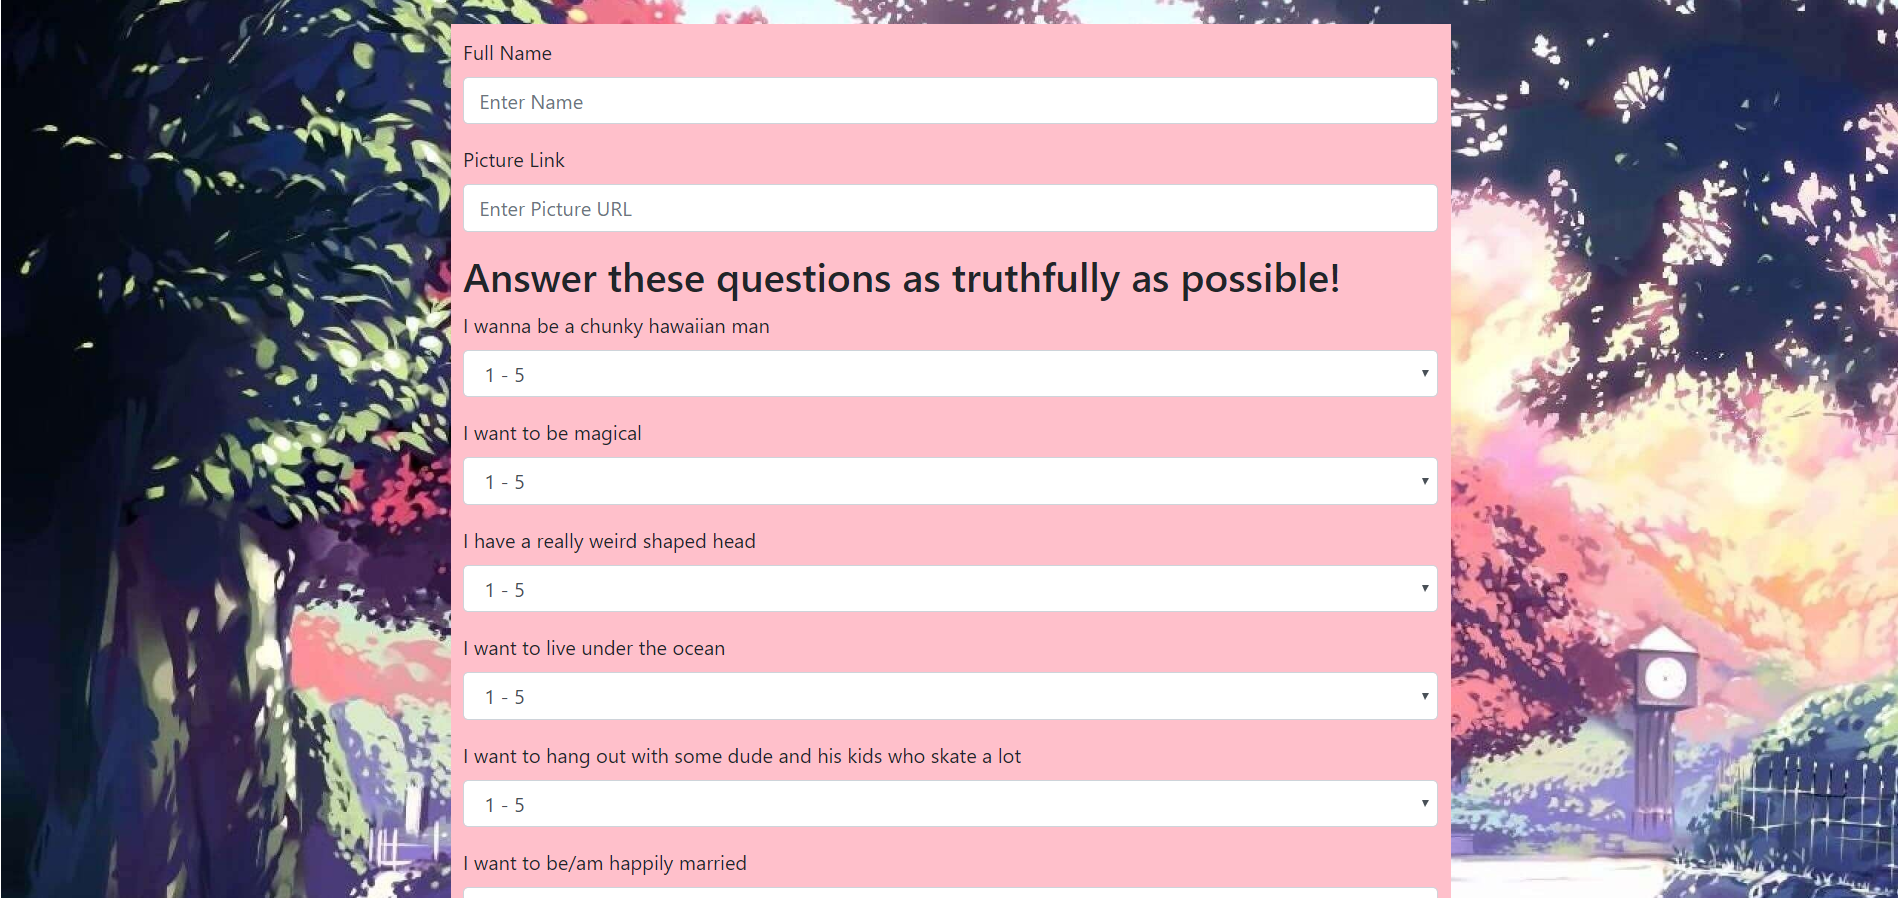 Full Name
Enter Name
Picture Link
Enter Picture URL
Answer these questions as truthfully as possible!
I wanna be a chunky hawaiian man
1 - 5
I want to be magical
1 - 5
I have a really weird shaped head
1 - 5
I want to live under the ocean
1 - 5
I want to hang out with some dude and his kids who skate a lot
1 - 5
I want to be/am happily married